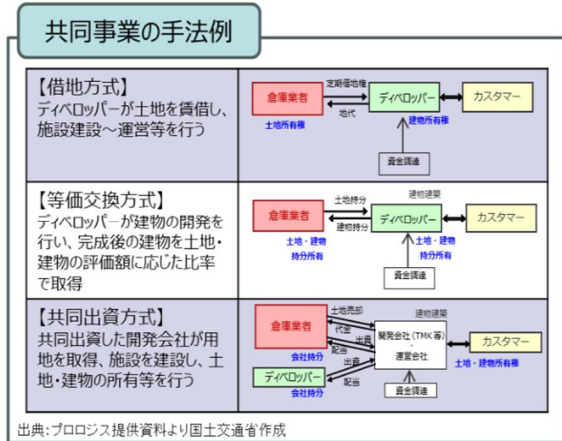 共同事業の手法例
【借地方式】
ディベロッパーが土地を賃借し、
施設建設～運営等を行う
倉庫業者
土地所有権
定期借地権
地代
ディベロッパー
建物所有権
カスタマー
資金調達
【等価交換方式】
ディベロッパーが建物の開発を
行い、完成後の建物を土地・
建物の評価額に応じた比率
で取得
建物建築
倉庫業者
土地・建物
持分所有
土地持分
建物持分
ディベロッパー
土地・建物
持分所有
カスタマー
資金調達
【共同出資方式】
共同出資した開発会社が用
地を取得、施設を建設し、土
地・建物の所有等を行う
倉庫業者
会社持分
ディベロッパー
会社持分
土地売却
代金
出資
配当
出資
配当
建物建築
開発会社(TMK等)
・
運営会社
カスタマー
土地・建物所有権
資金調達
出典：プロロジス提供資料より国土交通省作成